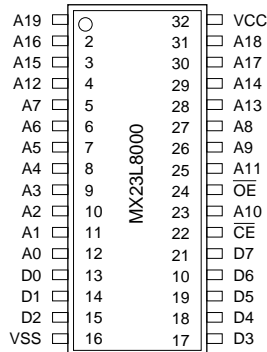 A19 32 VCC
A16 2 31 A18
A15 3 30 A17
A12 4 29 A14
A7 5 28 A13
A6 6 27 A8
A5 7 26 A9
A4 8 25 A11
A3 9 24 OE
A2 10 23 A10
A1 11 22 CE
A0 12 21 D7
D0 13 10 D6
D1 14 19 D5
D2 15 18 D4
VSS 16 17 D3
MX23L8000